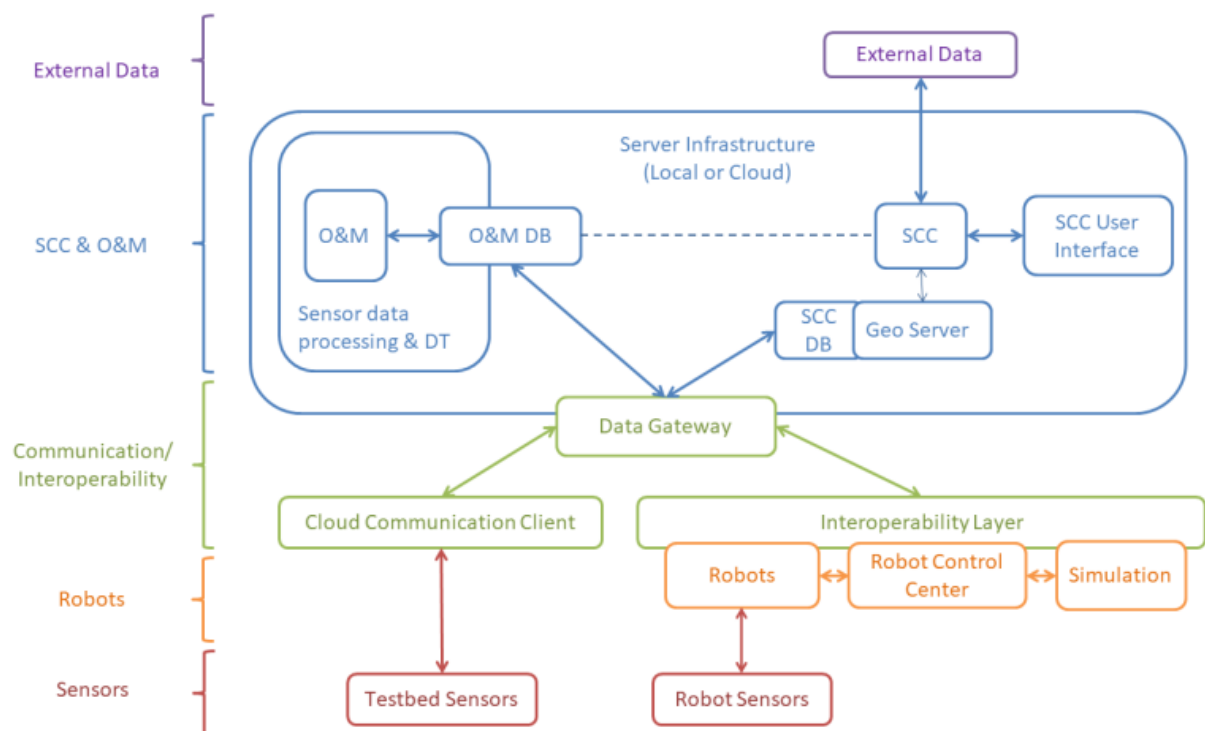 External Data
External Data
Server Infrastructure
(Local or Cloud)
SCC & O&M
O&M
O&M DB
SCC
SCC User
Interface
Sensor data
processing & DT
SCC
DB
Geo Server
Communication/
Interoperability
Data Gateway
Cloud Communication Client
Interoperability Layer
Robots
Robots
Robot Control
Center
Simulation
Sensors
Testbed Sensors
Robot Sensors